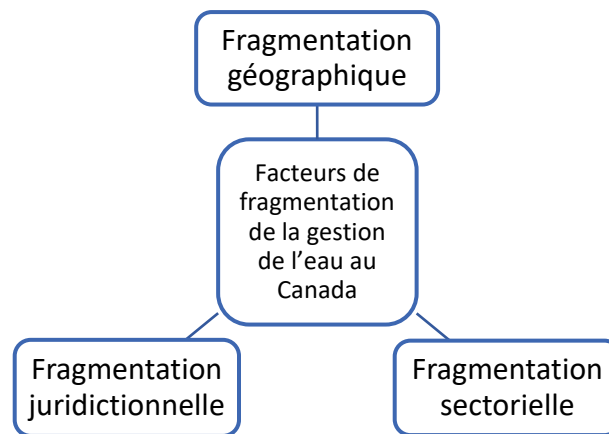 Fragmentation
géographique
Facteurs de
fragmentation
de la gestion
de l’eau au
Canada
Fragmentation
juridictionnelle
Fragmentation
sectorielle